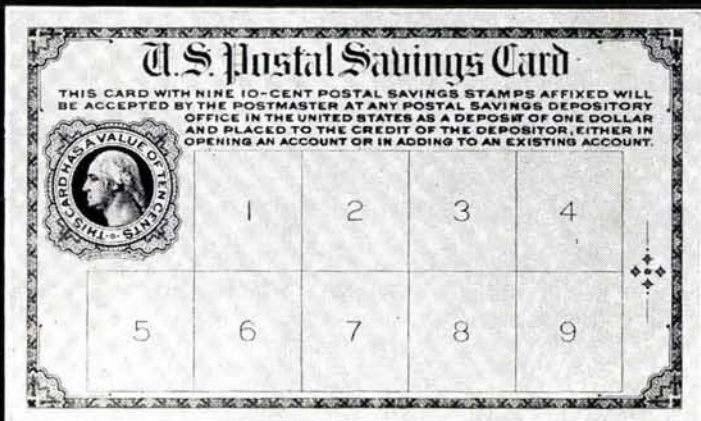 U.S. Postal Savings Card
THIS CARD WITH NINE 10-CENT POSTAL SAVINGS STAMPS AFFIXED WILL
BE ACCEPTED BY THE POSTMASTER AT ANY POSTAL SAVINGS DEPOSITORY
OFFICE IN THE UNITED STATES AS A DEPOSIT OF ONE DOLLAR
AND PLACED TO THE CREDIT OF THE DEPOSITOR, EITHER IN
OPENING AN ACCOUNT OR IN ADDING TO AN EXISTING ACCOUNT.
THIS CARD HAS A VALUE OF TEN CENTS
1 2 3 4
5 6 7 8 9